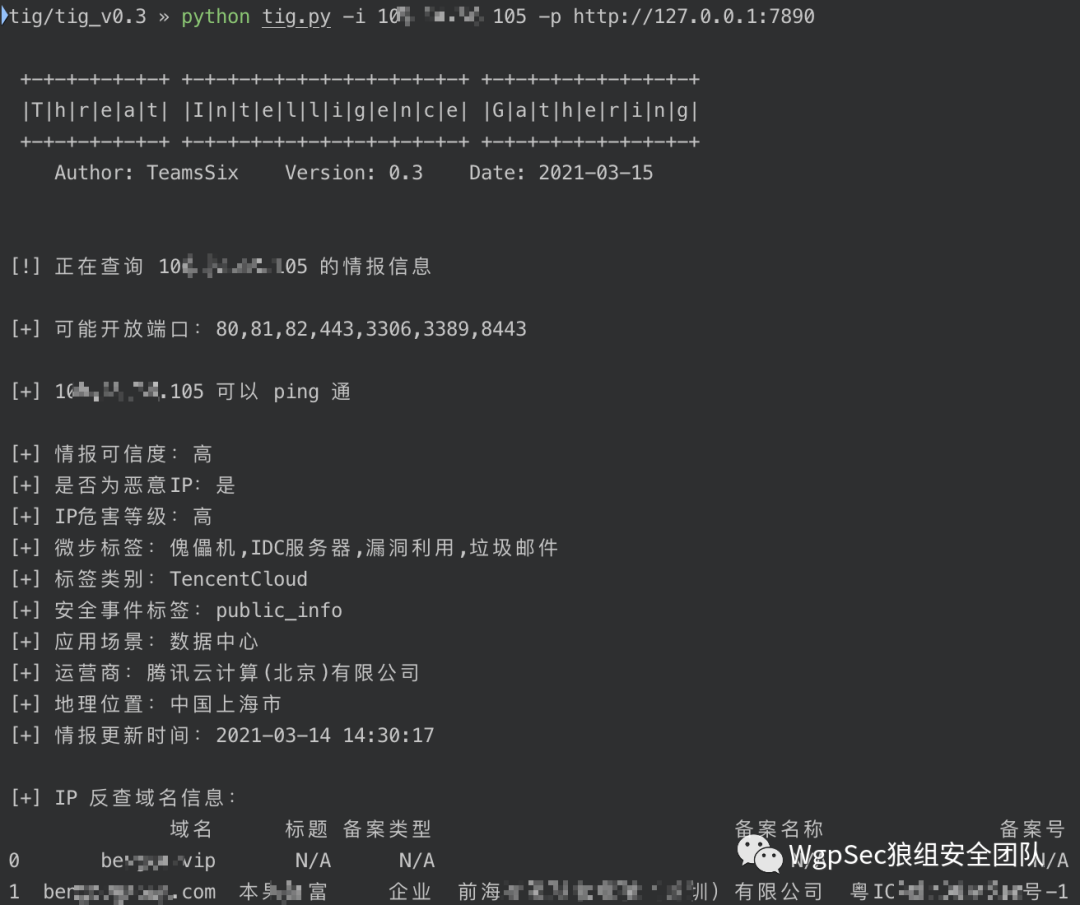 tig/tig_v0.3 » python tig.py -i 10 105 -p http://127.0.0.1:7890
+-+-+-+-+-+-+ +-+-+-+-+-+-+-+-+-+-+-+-+ +-+-+-+-+-+-+-+-+-+
|T|h|r|e|a|t| |I|n|t|e|l|l|i|g|e|n|c|e| |G|a|t|h|e|r|i|n|g|
+-+-+-+-+-+-+ +-+-+-+-+-+-+-+-+-+-+-+-+ +-+-+-+-+-+-+-+-+-+
Author: TeamsSix Version: 0.3 Date: 2021-03-15
[!] 正在查询 10 105 的情报信息
[+] 可能开放端口: 80,81,82,443,3306,3389,8443
[+] 10 .105 可以 ping 通
[+] 情报可信度: 高
[+] 是否为恶意IP: 是
[+] IP危害等级: 高
[+] 微步标签: 傀儡机,IDC服务器,漏洞利用,垃圾邮件
[+] 标签类别: TencentCloud
[+] 安全事件标签: public_info
[+] 应用场景: 数据中心
[+] 运营商: 腾讯云计算(北京)有限公司
[+] 地理位置: 中国上海市
[+] 情报更新时间: 2021-03-14 14:30:17
[+] IP 反查域名信息:
域名 标题 备案类型 备案名称 备案号
0 be vip N/A N/A N/A
1 ber .com 本 富 企业 前海 圳) 有限公司 粤IC 号-1
WgpSec狼组安全团队